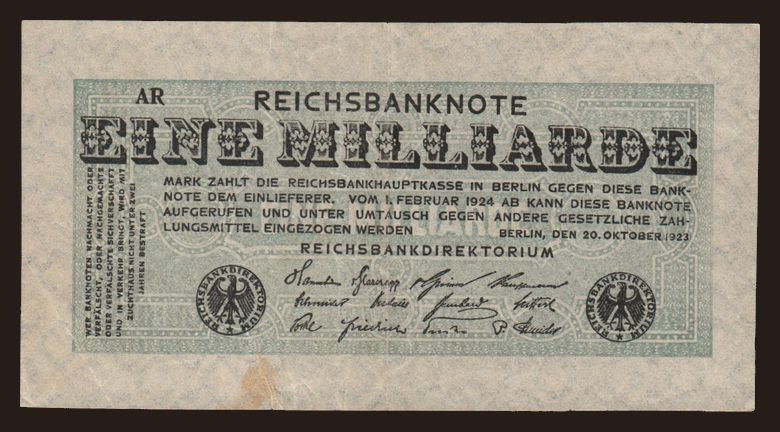 AR
REICHSBANKNOTE
EINE MILLIARDE
MARK ZAHLT DIE REICHSBANKHAUPTKASSE IN BERLIN GEGEN DIESE BANK-
NOTE DEM EINLIEFERER. VOM 1. FEBRUAR 1924 AB KANN DIESE BANKNOTE
AUFGERUFEN UND UNTER UMTAUSCH GEGEN ANDERE GESETZLICHE ZAH-
LUNGSMITTEL EINGEZOGEN WERDEN BERLIN, DEN 20. OKTOBER 1923
REICHSBANKDIREKTORIUM
WER BANKNOTEN NACHMACHT ODER
VERFÄLSCHT, ODER NACHGEMACHTE
ODER VERFÄLSCHTE SICH VERSCHAFFT
UND IN VERKEHR BRINGT, WIRD MIT
ZUCHTHAUS NICHT UNTER ZWEI
JAHREN BESTRAFT
REICHSBANKDIREKTORIUM
REICHSBANKDIREKTORIUM
Friedrich
P. Schneider